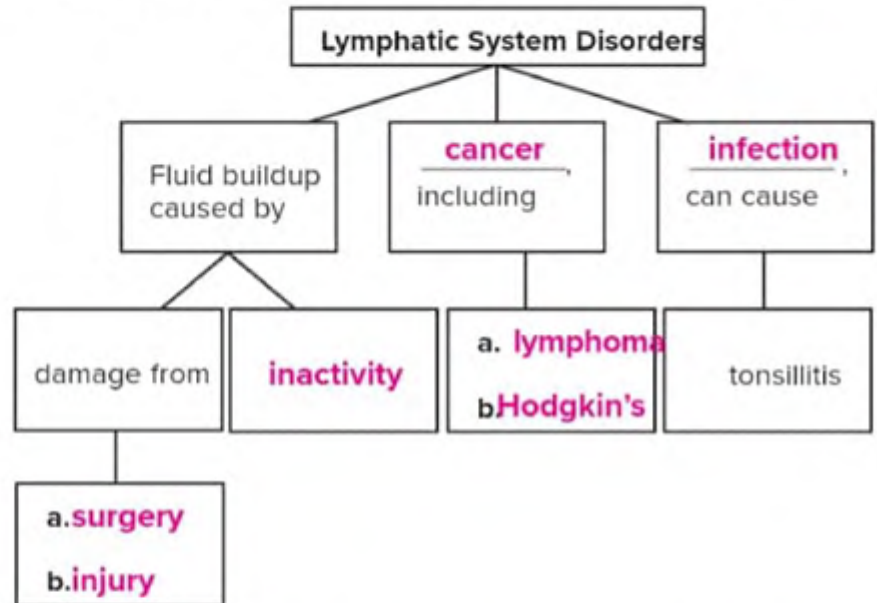 Lymphatic System Disorders
Fluid buildup
caused by
cancer,
including
infection,
can cause
damage from
inactivity
a. lymphoma
b.Hodgkin's
tonsillitis
a.surgery
b.injury